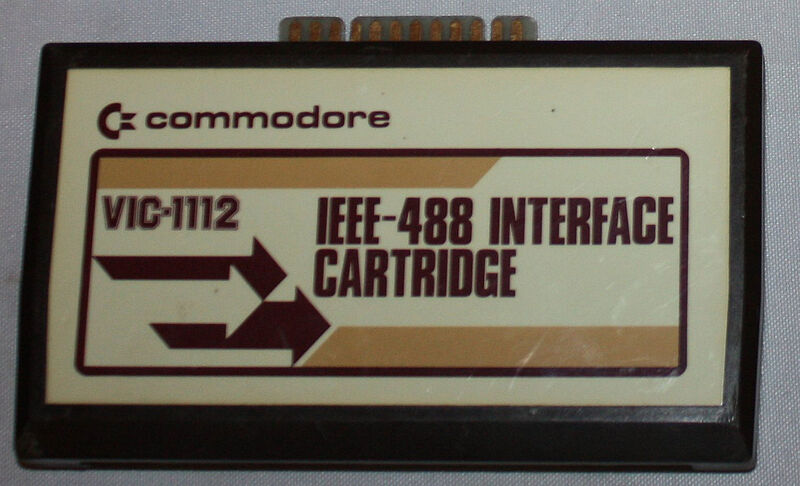 commodore
VIC-1112
IEEE-488 INTERFACE
CARTRIDGE